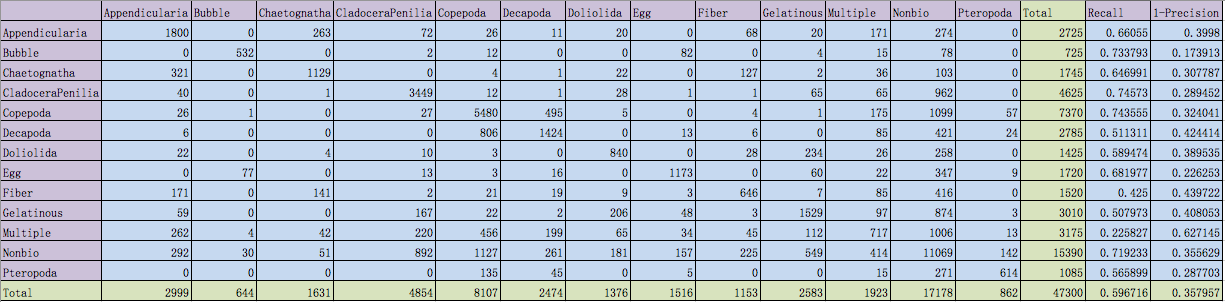 Appendicularia Bubble Chaetognatha CladoceraPenilia Copepoda Decapoda Doliolida Egg Fiber Gelatinous Multiple Nonbio Pteropoda Total Recall 1-Precision
Appendicularia 1800 0 263 72 26 11 20 0 68 20 171 274 0 2725 0.66055 0.3998
Bubble 0 532 0 2 12 0 0 82 0 4 15 78 0 725 0.733793 0.173913
Chaetognatha 321 0 1129 0 4 1 22 0 127 2 36 103 0 1745 0.646991 0.307787
CladoceraPenilia 40 0 1 3449 12 1 28 1 1 65 65 962 0 4625 0.74573 0.289452
Copepoda 26 1 0 27 5480 495 5 0 4 1 175 1099 57 7370 0.743555 0.324041
Decapoda 6 0 0 0 806 1424 0 13 6 0 85 421 24 2785 0.511311 0.424414
Doliolida 22 0 4 10 3 0 840 0 28 234 26 258 0 1425 0.589474 0.389535
Egg 0 77 0 13 3 16 0 1173 0 60 22 347 9 1720 0.681977 0.226253
Fiber 171 0 141 2 21 19 9 3 646 7 85 416 0 1520 0.425 0.439722
Gelatinous 59 0 0 167 22 2 206 48 3 1529 97 874 3 3010 0.507973 0.408053
Multiple 262 4 42 220 456 199 65 34 45 112 717 1006 13 3175 0.225827 0.627145
Nonbio 292 30 51 892 1127 261 181 157 225 549 414 11069 142 15390 0.719233 0.355629
Pteropoda 0 0 0 0 135 45 0 5 0 0 15 271 614 1085 0.565899 0.287703
Total 2999 644 1631 4854 8107 2474 1376 1516 1153 2583 1923 17178 862 47300 0.596716 0.357957